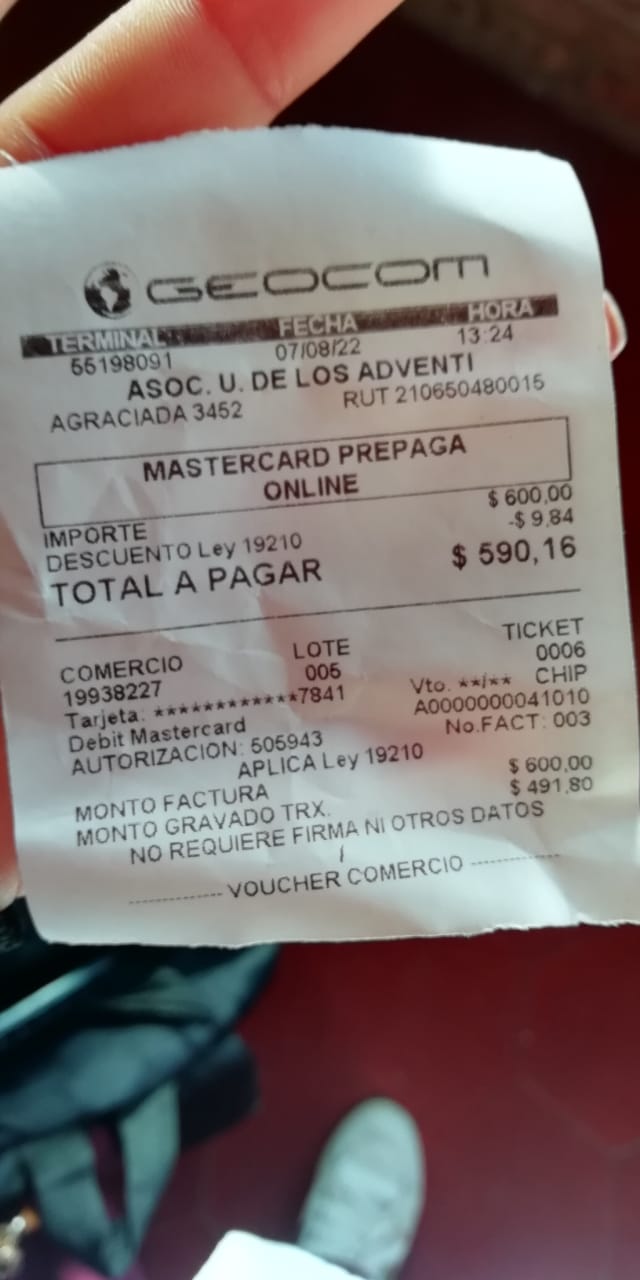 GEOCOM
TERMINAL FECHA HORA
55198091 07/08/22 13:24
ASOC. U. DE LOS ADVENTI
AGRACIADA 3452 RUT 210650480015
MASTERCARD PREPAGA
ONLINE
IMPORTE $ 600,00
DESCUENTO Ley 19210 -$ 9,84
TOTAL A PAGAR $ 590,16
COMERCIO LOTE TICKET
19938227 005 0006
Tarjeta: ************7841 Vto. **/** CHIP
Debit Mastercard A0000000041010
AUTORIZACION: 505943 No.FACT: 003
APLICA Ley 19210
MONTO FACTURA $ 600,00
MONTO GRAVADO TRX. $ 491,80
NO REQUIERE FIRMA NI OTROS DATOS
/
------------- VOUCHER COMERCIO -------------